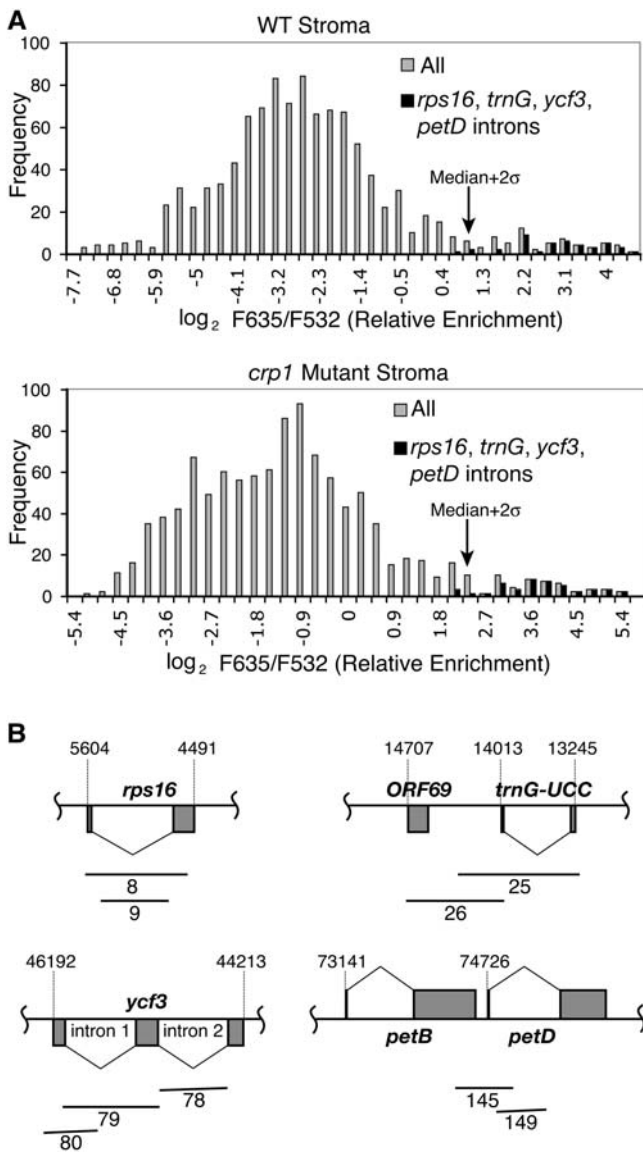 A
WT Stroma
Frequency
100
80
60
40
20
0
All
rps16, trnG, ycf3,
petD introns
Median+2σ
-7.7 -6.8 -5.9 -5 -4.1 -3.2 -2.3 -1.4 -0.5 0.4 1.3 2.2 3.1 4
log2 F635/F532 (Relative Enrichment)
crp1 Mutant Stroma
Frequency
100
80
60
40
20
0
All
rps16, trnG, ycf3,
petD introns
Median+2σ
-5.4 -4.5 -3.6 -2.7 -1.8 -0.9 0 0.9 1.8 2.7 3.6 4.5 5.4
log2 F635/F532 (Relative Enrichment)
B
5604 4491
rps16
8
9
14707 14013 13245
ORF69 trnG-UCC
25
26
46192 44213
ycf3
intron 1 intron 2
78
79
80
73141 74726
petB petD
145
149